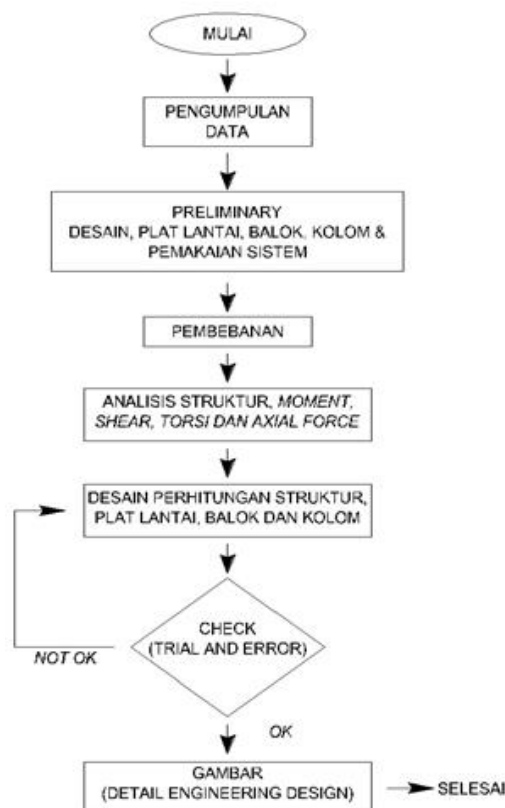 MULAI
PENGUMPULAN
DATA
PRELIMINARY
DESAIN, PLAT LANTAI, BALOK, KOLOM &
PEMAKAIAN SISTEM
PEMBEBANAN
ANALISIS STRUKTUR, MOMENT,
SHEAR, TORSI DAN AXIAL FORCE
DESAIN PERHITUNGAN STRUKTUR,
PLAT LANTAI, BALOK DAN KOLOM
CHECK
(TRIAL AND ERROR)
NOT OK
OK
GAMBAR
(DETAIL ENGINEERING DESIGN)
SELESAI